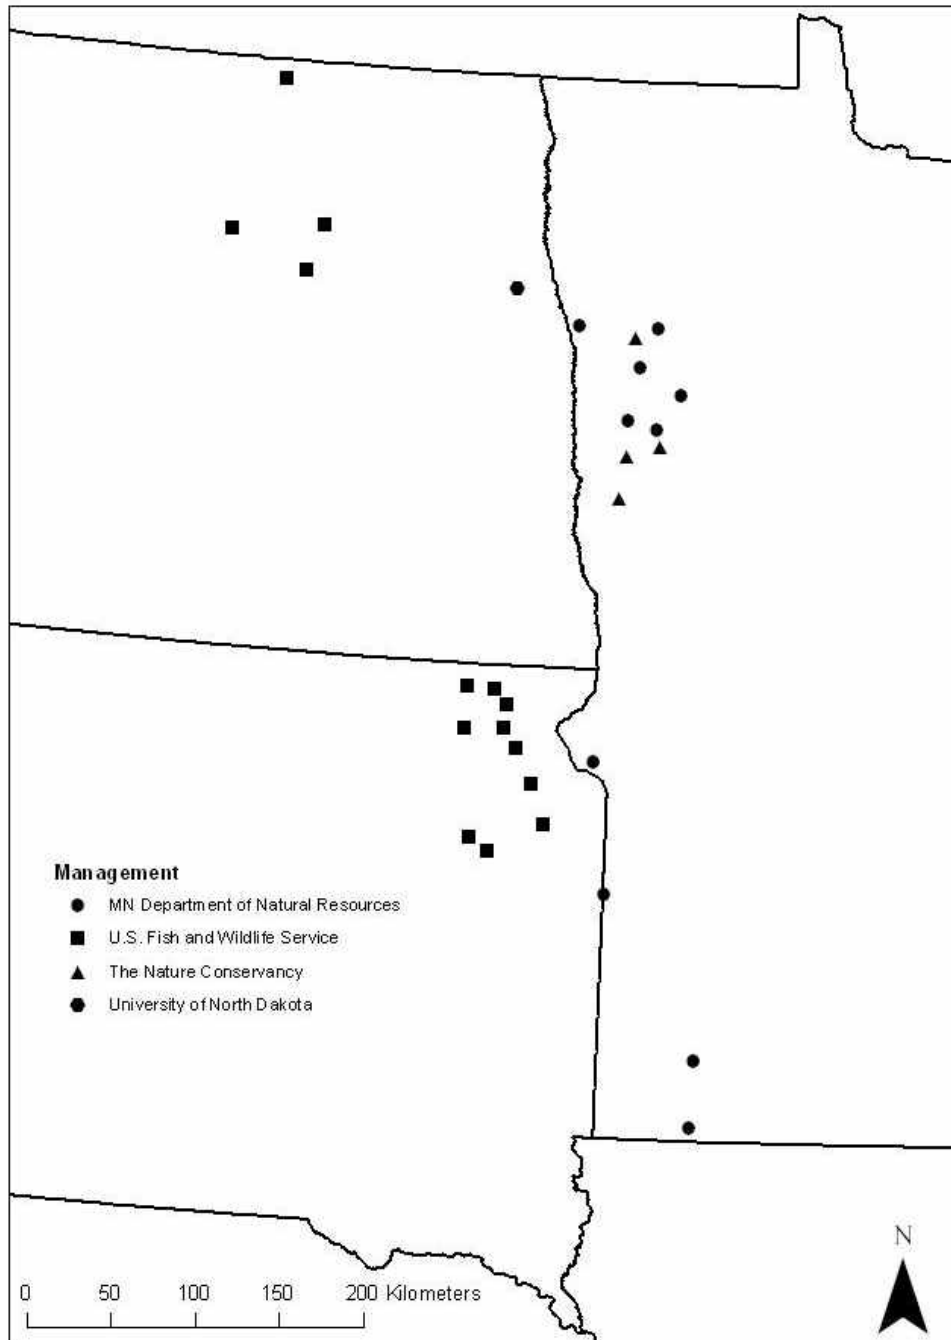 Management
MN Department of Natural Resources
U.S. Fish and Wildlife Service
The Nature Conservancy
University of North Dakota
N
0 50 100 150 200 Kilometers